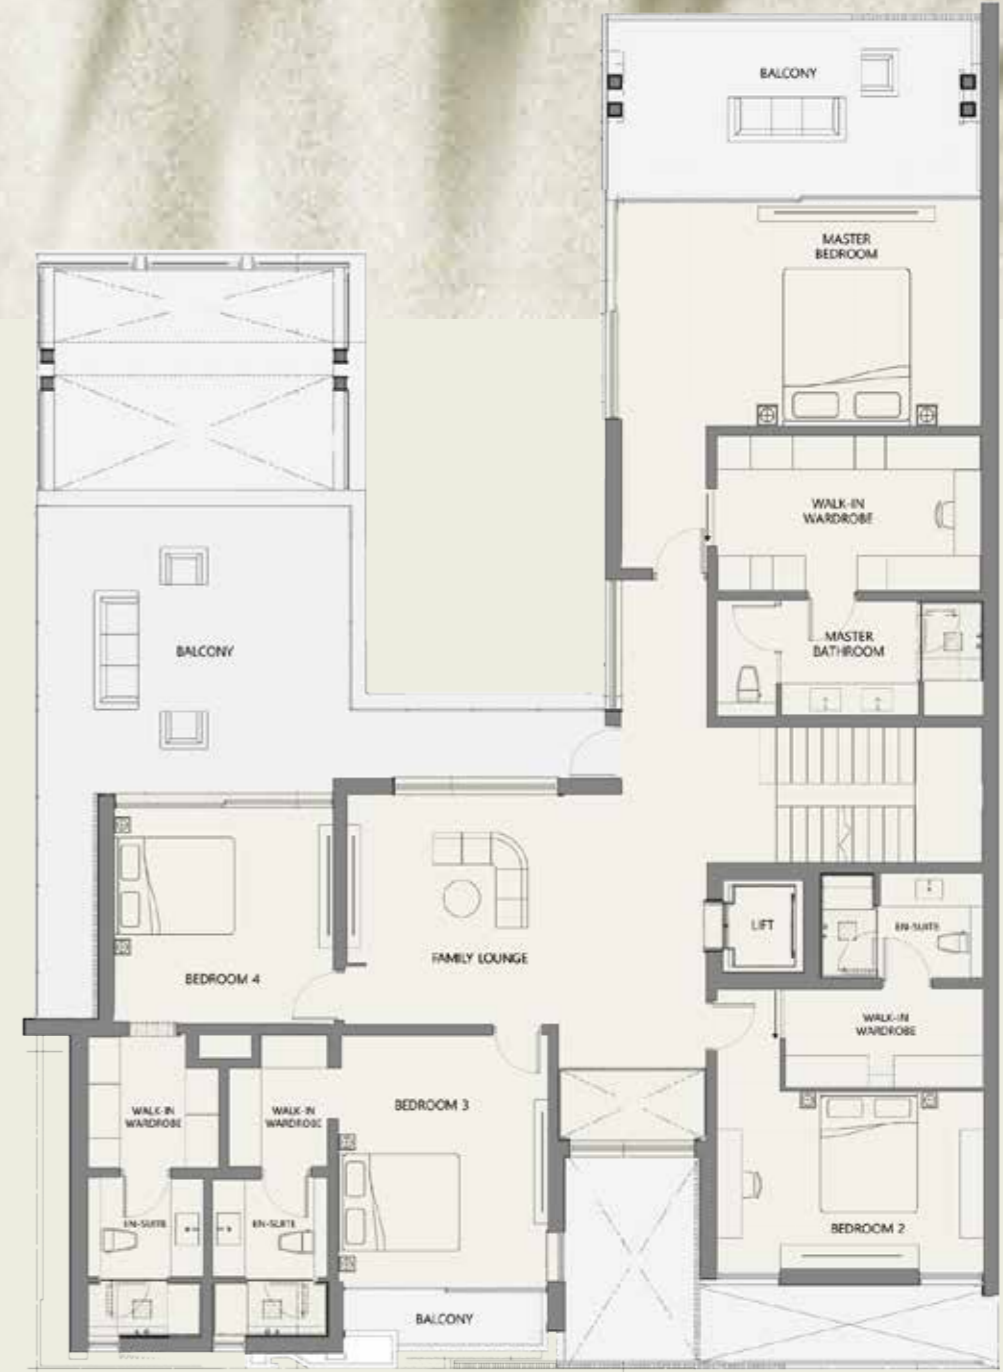 BALCONY
MASTER
BEDROOM
WALK-IN
WARDROBE
MASTER
BATHROOM
BALCONY
LIFT
EN-SUITE
FAMILY LOUNGE
BEDROOM 4
WALK-IN
WARDROBE
BEDROOM 3
WALK-IN
WARDROBE
WALK-IN
WARDROBE
EN-SUITE
EN-SUITE
BEDROOM 2
BALCONY